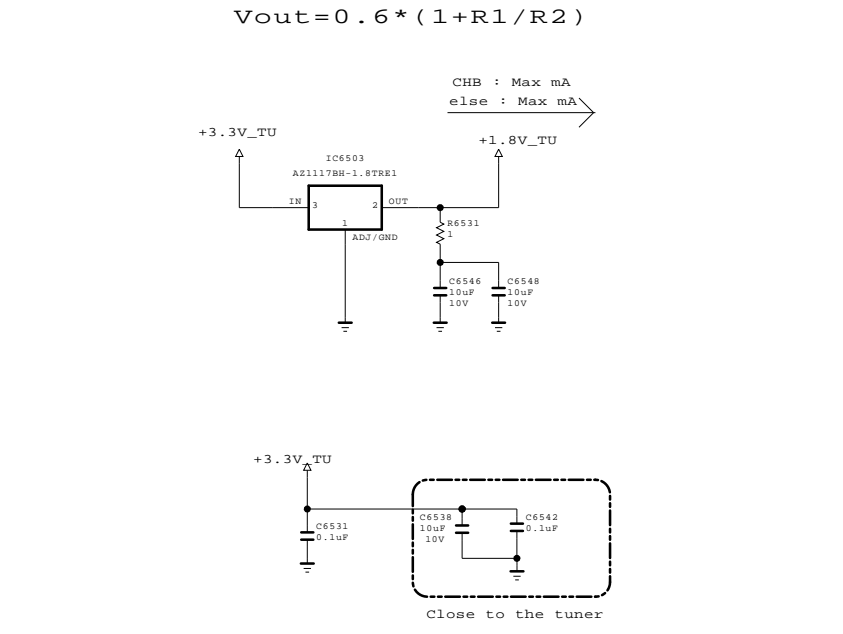 Vout=0.6*(1+R1/R2)
CHB : Max mA
else : Max mA
+3.3V_TU
+1.8V_TU
IC6503
AZ1117BH-1.8TRE1
IN 3
2 OUT
1
ADJ/GND
R6531
1
C6546
10uF
10V
C6548
10uF
10V
+3.3V_TU
C6531
0.1uF
C6538
10uF
10V
C6542
0.1uF
Close to the tuner